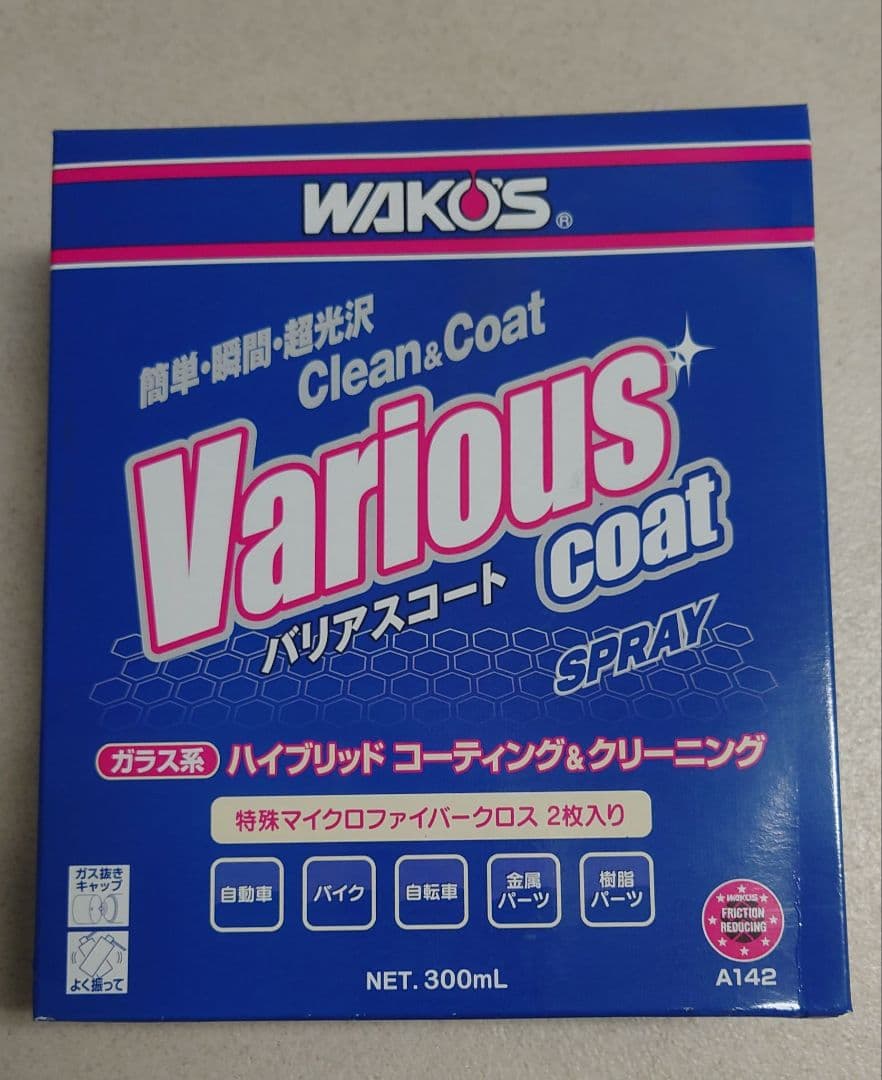 WAKO'S®
簡単・瞬間・超光沢
Clean&Coat
Various
coat
バリアスコート
SPRAY
ガラス系 ハイブリッド コーティング&クリーニング
特殊マイクロファイバークロス 2枚入り
ガス抜き
キャップ
自動車
バイク
自転車
金属
パーツ
樹脂
パーツ
WAKO'S
FRICTION
REDUCING
よく振って
NET. 300mL
A142